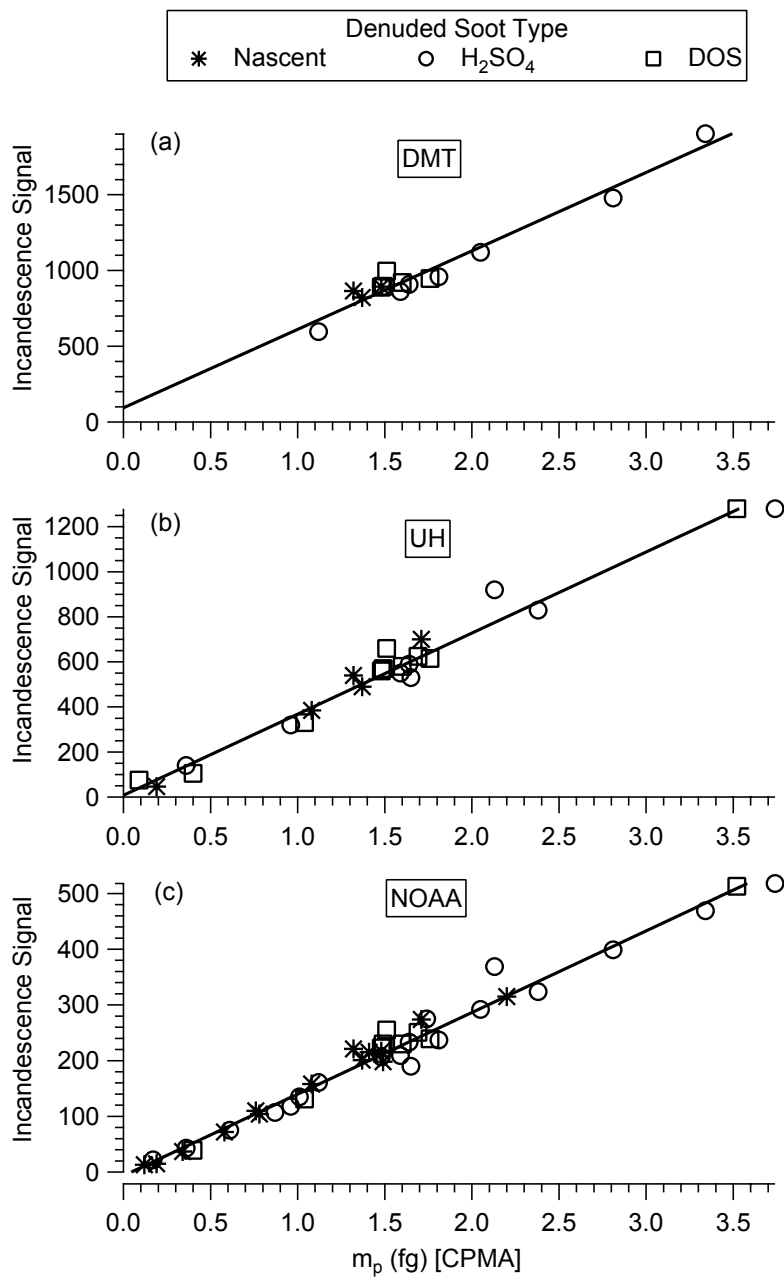 Denuded Soot Type
Nascent H₂SO₄ DOS
(a)
DMT
Incandescence Signal
1500
1000
500
0
0.0 0.5 1.0 1.5 2.0 2.5 3.0 3.5
(b)
UH
Incandescence Signal
1200
1000
800
600
400
200
0
0.0 0.5 1.0 1.5 2.0 2.5 3.0 3.5
(c)
NOAA
Incandescence Signal
500
400
300
200
100
0
0.0 0.5 1.0 1.5 2.0 2.5 3.0 3.5
mₚ (fg) [CPMA]